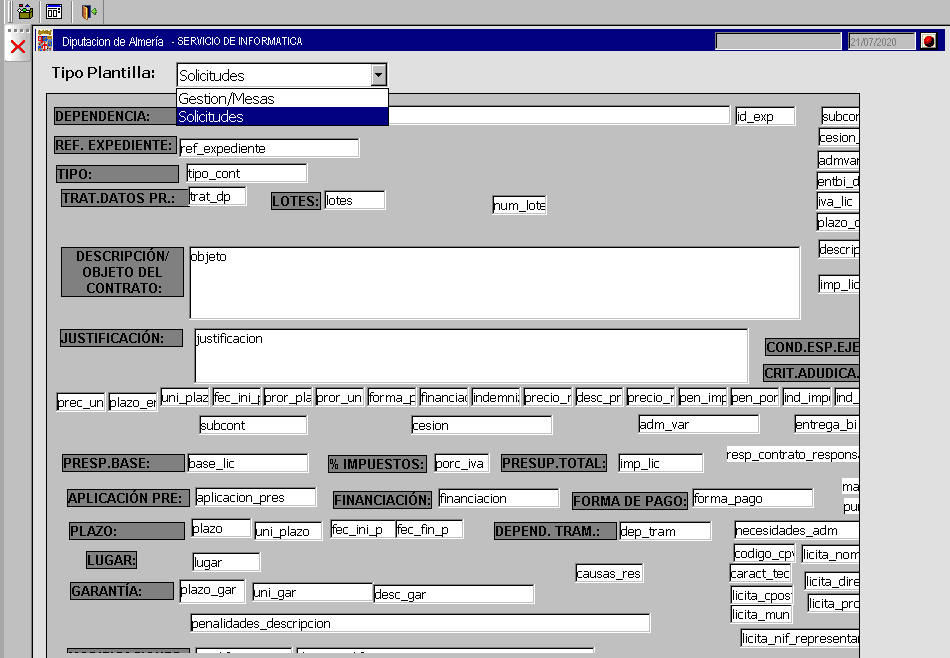 Diputacion de Almería - SERVICIO DE INFORMATICA
21/07/2020
Tipo Plantilla: Solicitudes
Gestion/Mesas
Solicitudes
DEPENDENCIA: id_exp subcon
REF. EXPEDIENTE: ref_expediente cesion_
TIPO: tipo_cont admvar
entbi_d
TRAT.DATOS PR.: trat_dp LOTES: lotes num_lote iva_lic
plazo_
DESCRIPCIÓN/ OBJETO DEL CONTRATO: objeto descrip
imp_lic
JUSTIFICACIÓN: justificacion
COND.ESP.EJE
CRIT.ADUDICA.
prec_un plazo_er uni_plaz fec_ini_ pror_pla pror_un forma_p financiac indemni precio_r desc_pr precio_r pen_imp pen_por ind_imp ind_
subcont cesion adm_var entrega_bi
PRESP.BASE: base_lic % IMPUESTOS: porc_iva PRESUP.TOTAL: imp_lic resp_contrato_responsa
APLICACIÓN PRE: aplicacion_pres FINANCIACIÓN: financiacion FORMA DE PAGO: forma_pago
ma
pu
PLAZO: plazo uni_plazo fec_ini_p fec_fin_p DEPEND. TRAM.: dep_tram necesidades_adm
LUGAR: lugar codigo_cpv licita_nom
causas_res caract_tec licita_dire
GARANTÍA: plazo_gar uni_gar desc_gar licita_cpos licita_pro
licita_mun
penalidades_descripcion
licita_nif_representan